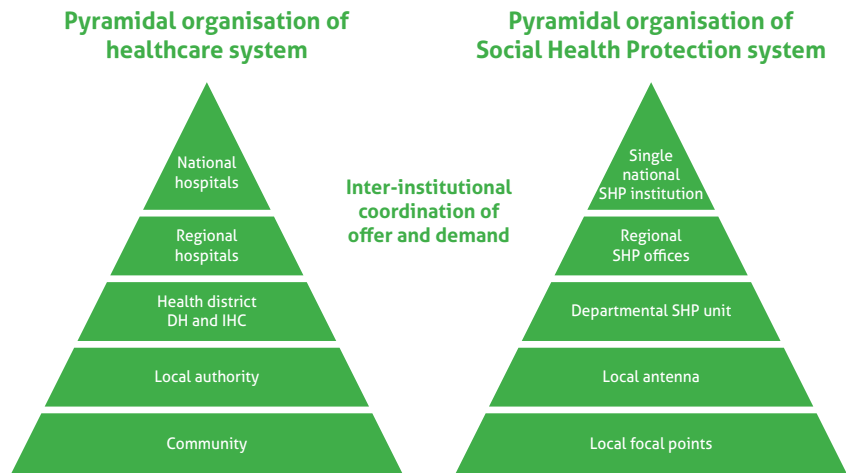 Pyramidal organisation of
healthcare system
National
hospitals
Regional
hospitals
Health district
DH and IHC
Local authority
Community
Inter-institutional
coordination of
offer and demand
Pyramidal organisation of
Social Health Protection system
Single
national
SHP institution
Regional
SHP offices
Departmental SHP unit
Local antenna
Local focal points